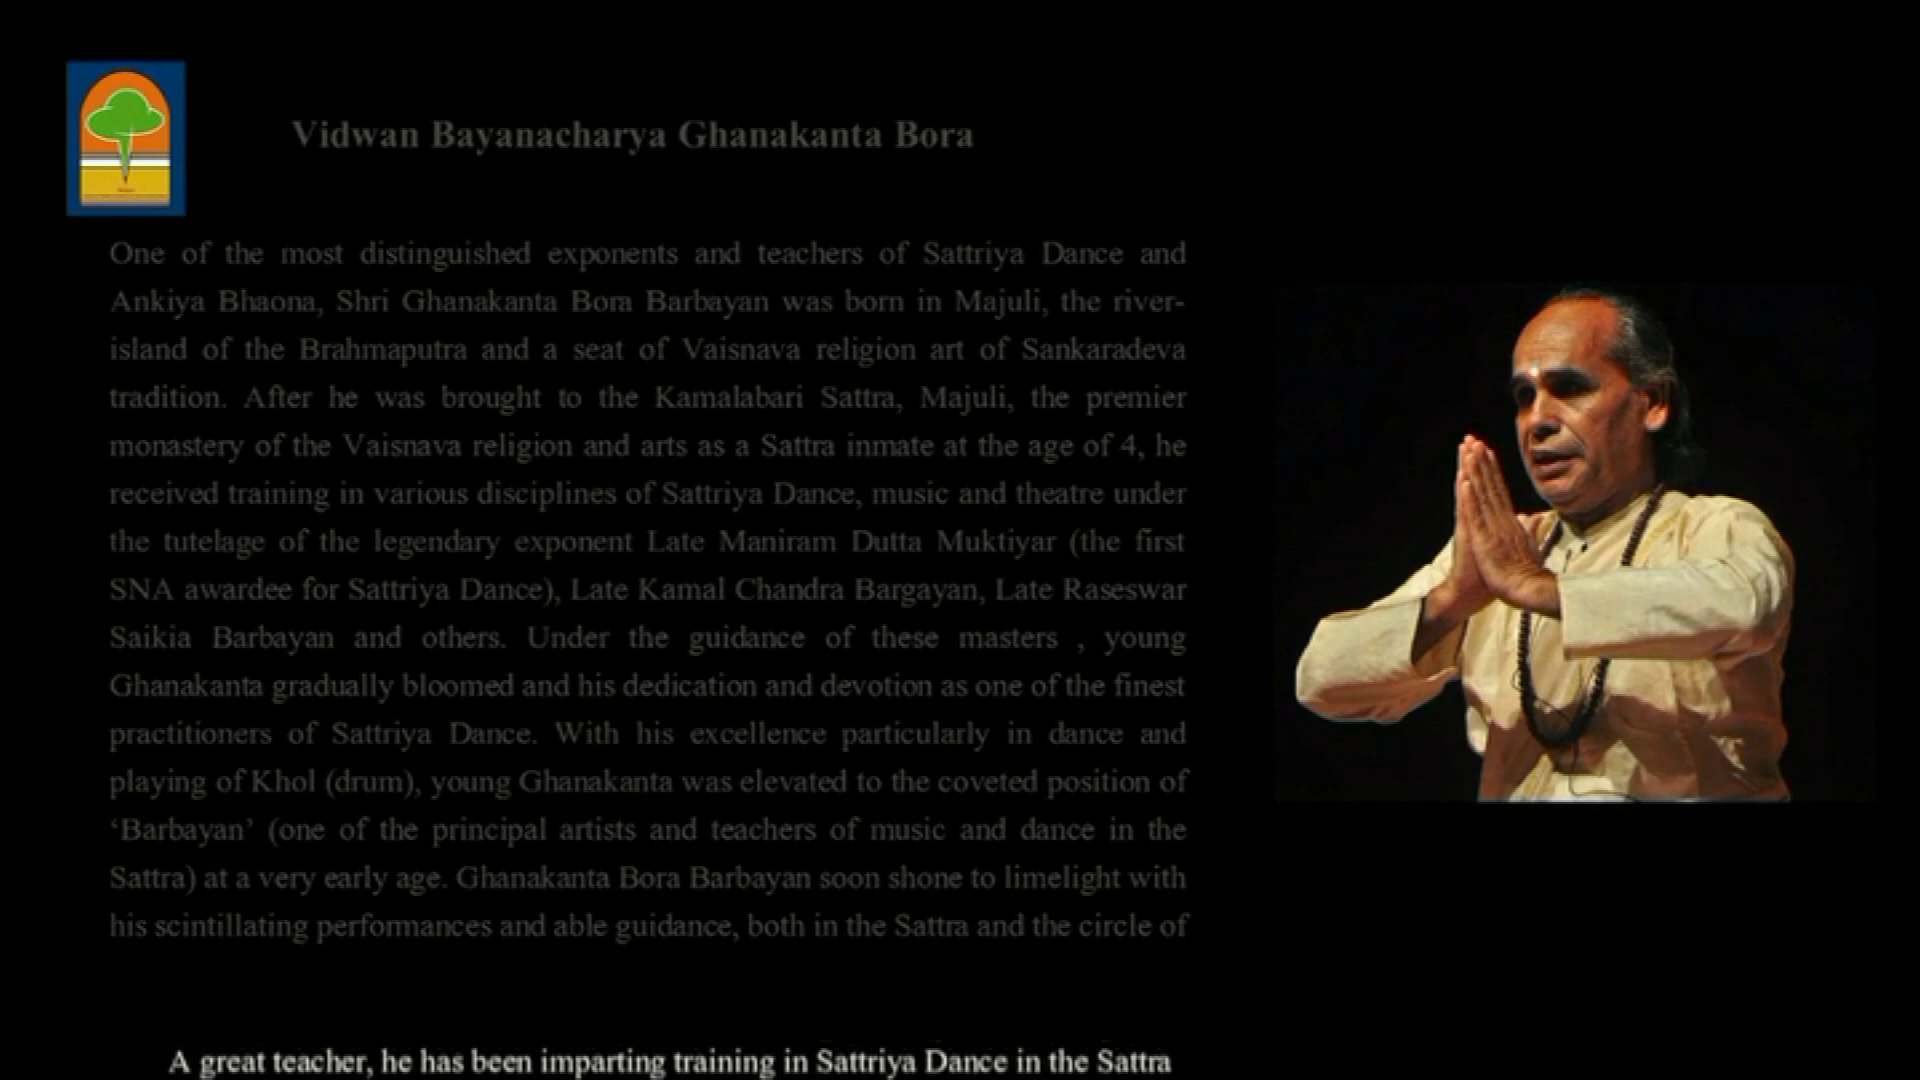 Vidwan Bayanacharya Ghanakanta Bora
One of the most distinguished exponents and teachers of Sattriya Dance and
Ankiya Bhaona, Shri Ghanakanta Bora Barbayan was born in Majuli, the river-
island of the Brahmaputra and a seat of Vaisnava religion art of Sankaradeva
tradition. After he was brought to the Kamalabari Sattra, Majuli, the premier
monastery of the Vaisnava religion and arts as a Sattra inmate at the age of 4, he
received training in various disciplines of Sattriya Dance, music and theatre under
the tutelage of the legendary exponent Late Maniram Dutta Muktiyar (the first
SNA awardee for Sattriya Dance), Late Kamal Chandra Bargayan, Late Raseswar
Saikia Barbayan and others. Under the guidance of these masters , young
Ghanakanta gradually bloomed and his dedication and devotion as one of the finest
practitioners of Sattriya Dance. With his excellence particularly in dance and
playing of Khol (drum), young Ghanakanta was elevated to the coveted position of
‘Barbayan’ (one of the principal artists and teachers of music and dance in the
Sattra) at a very early age. Ghanakanta Bora Barbayan soon shone to limelight with
his scintillating performances and able guidance, both in the Sattra and the circle of
A great teacher, he has been imparting training in Sattriya Dance in the Sattra